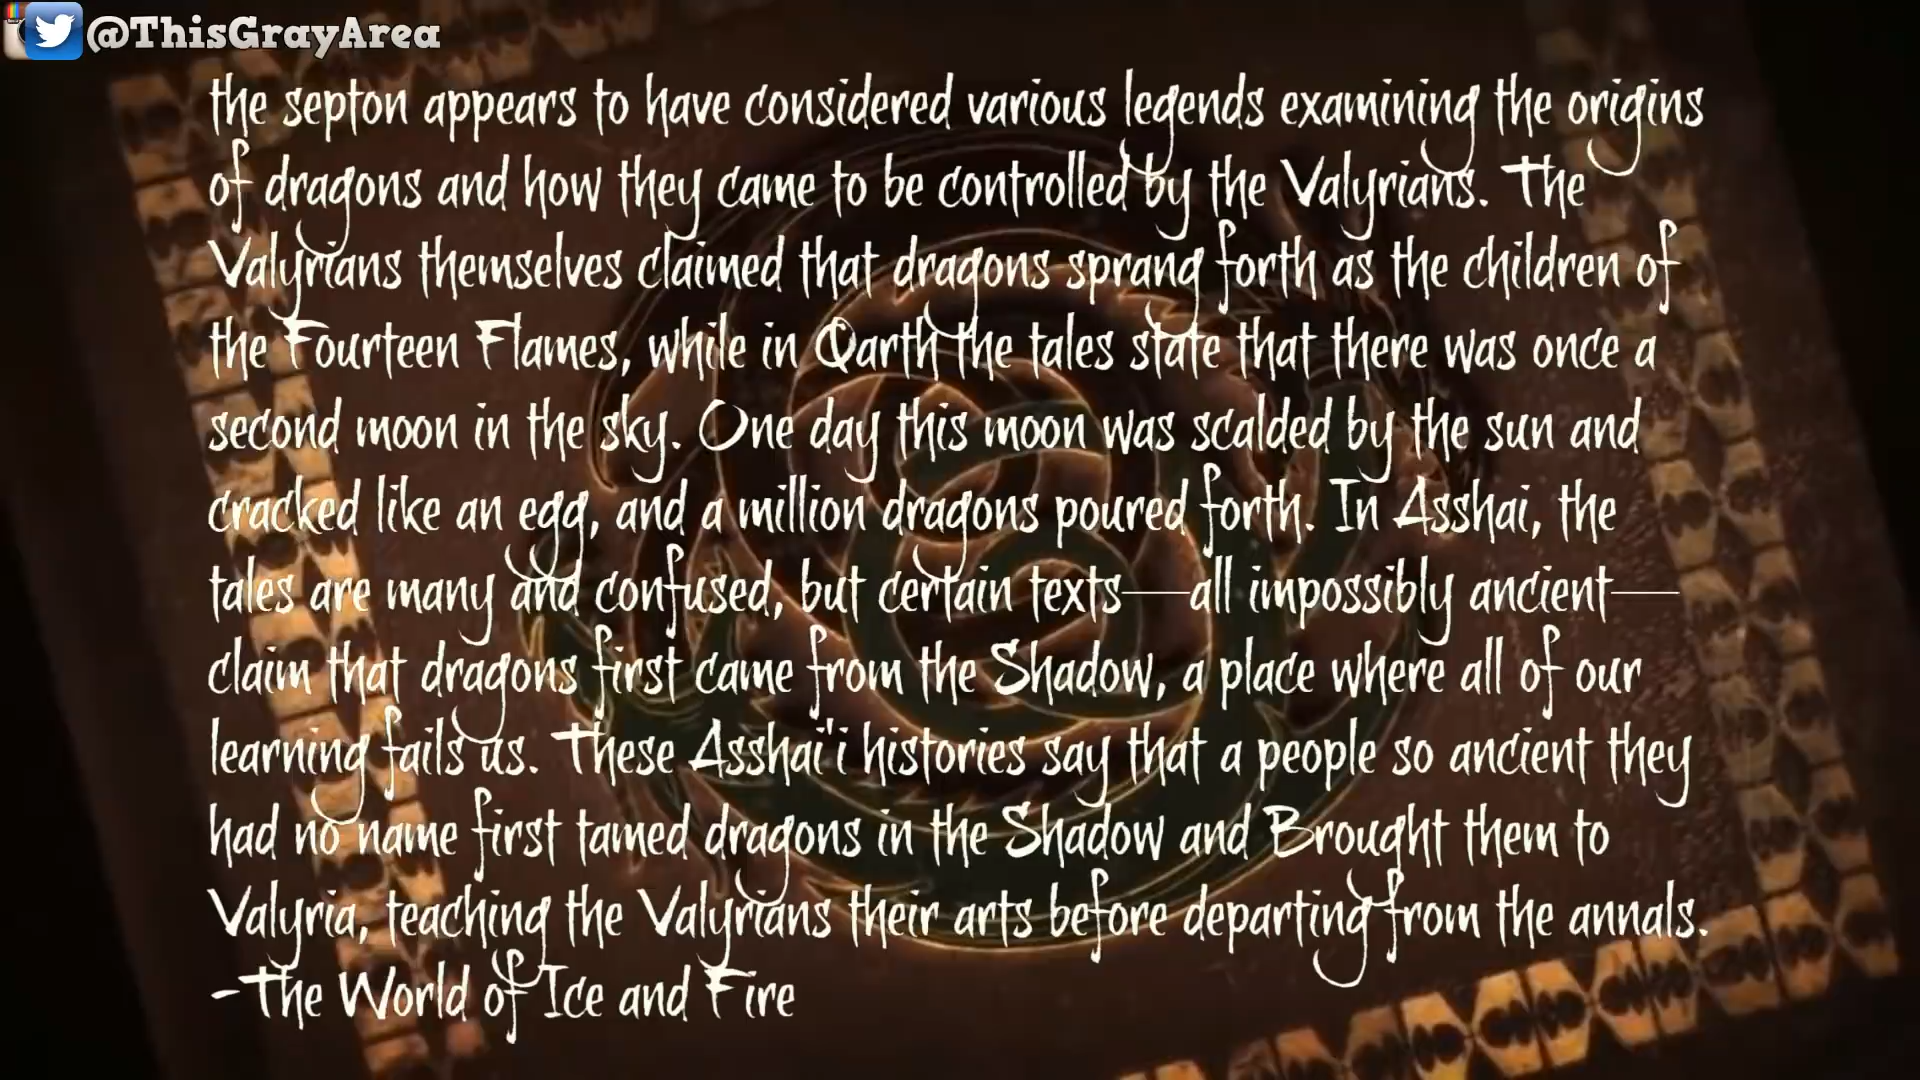 @ThisGrayArea
the septon appears to have considered various legends examining the origins
of dragons and how they came to be controlled by the Valyrians. The
Valyrians themselves claimed that dragons sprang forth as the children of
the Fourteen Flames, while in Qarth the tales state that there was once a
second moon in the sky. One day this moon was scalded by the sun and
cracked like an egg, and a million dragons poured forth. In Asshai, the
tales are many and confused, but certain texts—all impossibly ancient—
claim that dragons first came from the Shadow, a place where all of our
learning fails us. These Asshai'i histories say that a people so ancient they
had no name first tamed dragons in the Shadow and Brought them to
Valyria, teaching the Valyrians their arts before departing from the annals.
-The World of Ice and Fire